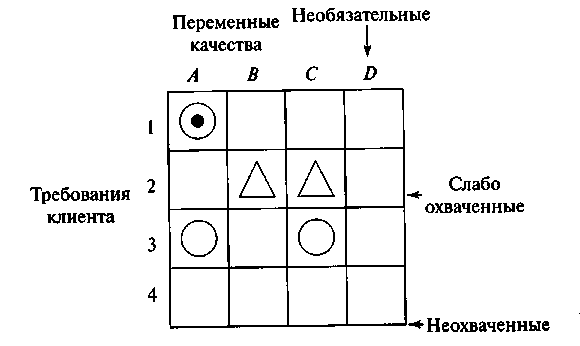 Переменные
качества
Необязательные
A B C D
1
2
3
4
Требования
клиента
Слабо
охваченные
Неохваченные